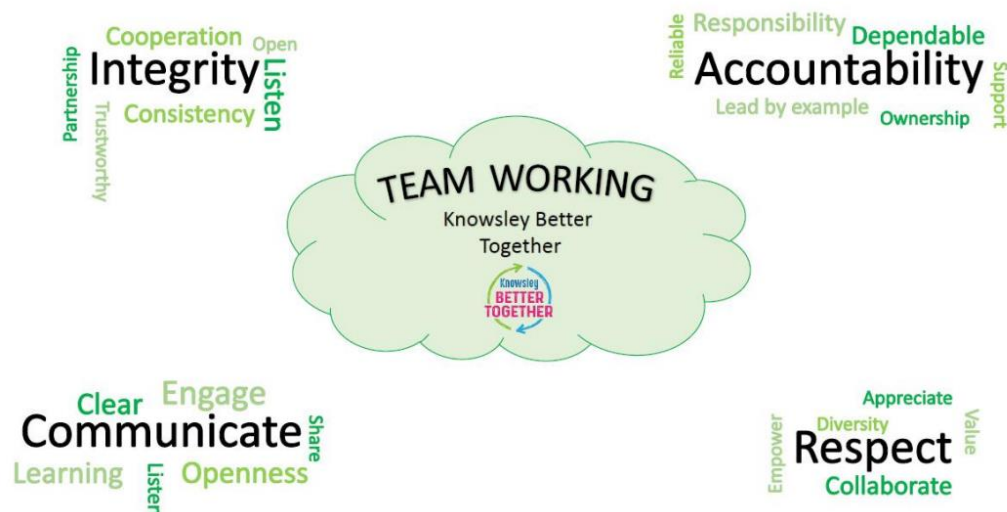 Cooperation
Open
Partnership
Integrity
Listen
Trustworthy
Consistency
Reliable
Responsibility
Dependable
Accountability
Support
Lead by example
Ownership
TEAM WORKING
Knowsley Better
Together
Knowsley
BETTER
TOGETHER
Clear
Engage
Communicate
Share
Learning
Listen
Openness
Appreciate
Empower
Diversity
Value
Respect
Collaborate